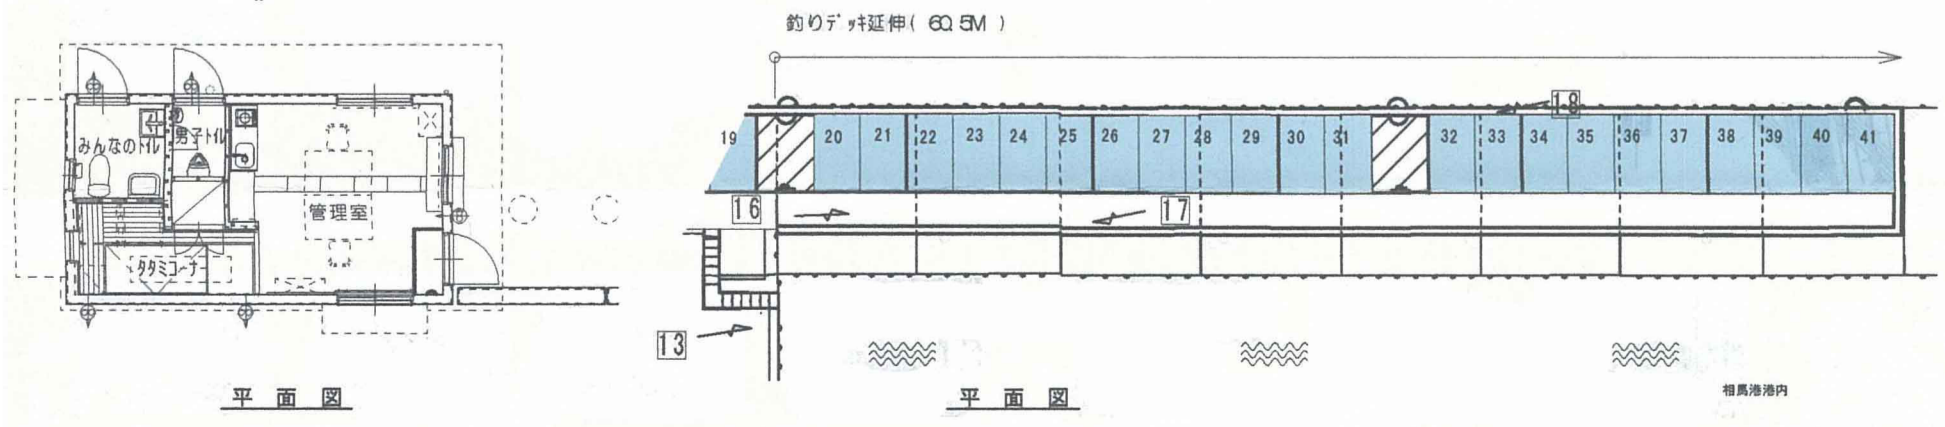 釣りデッキ延伸( 60.5M )
みんなのトイレ
男子トイレ
管理室
タタミコーナー
平 面 図
19 20 21 22 23 24 25 26 27 28 29 30 31 32 33 34 35 36 37 38 39 40 41
18
16
17
13
平 面 図
相馬港港内